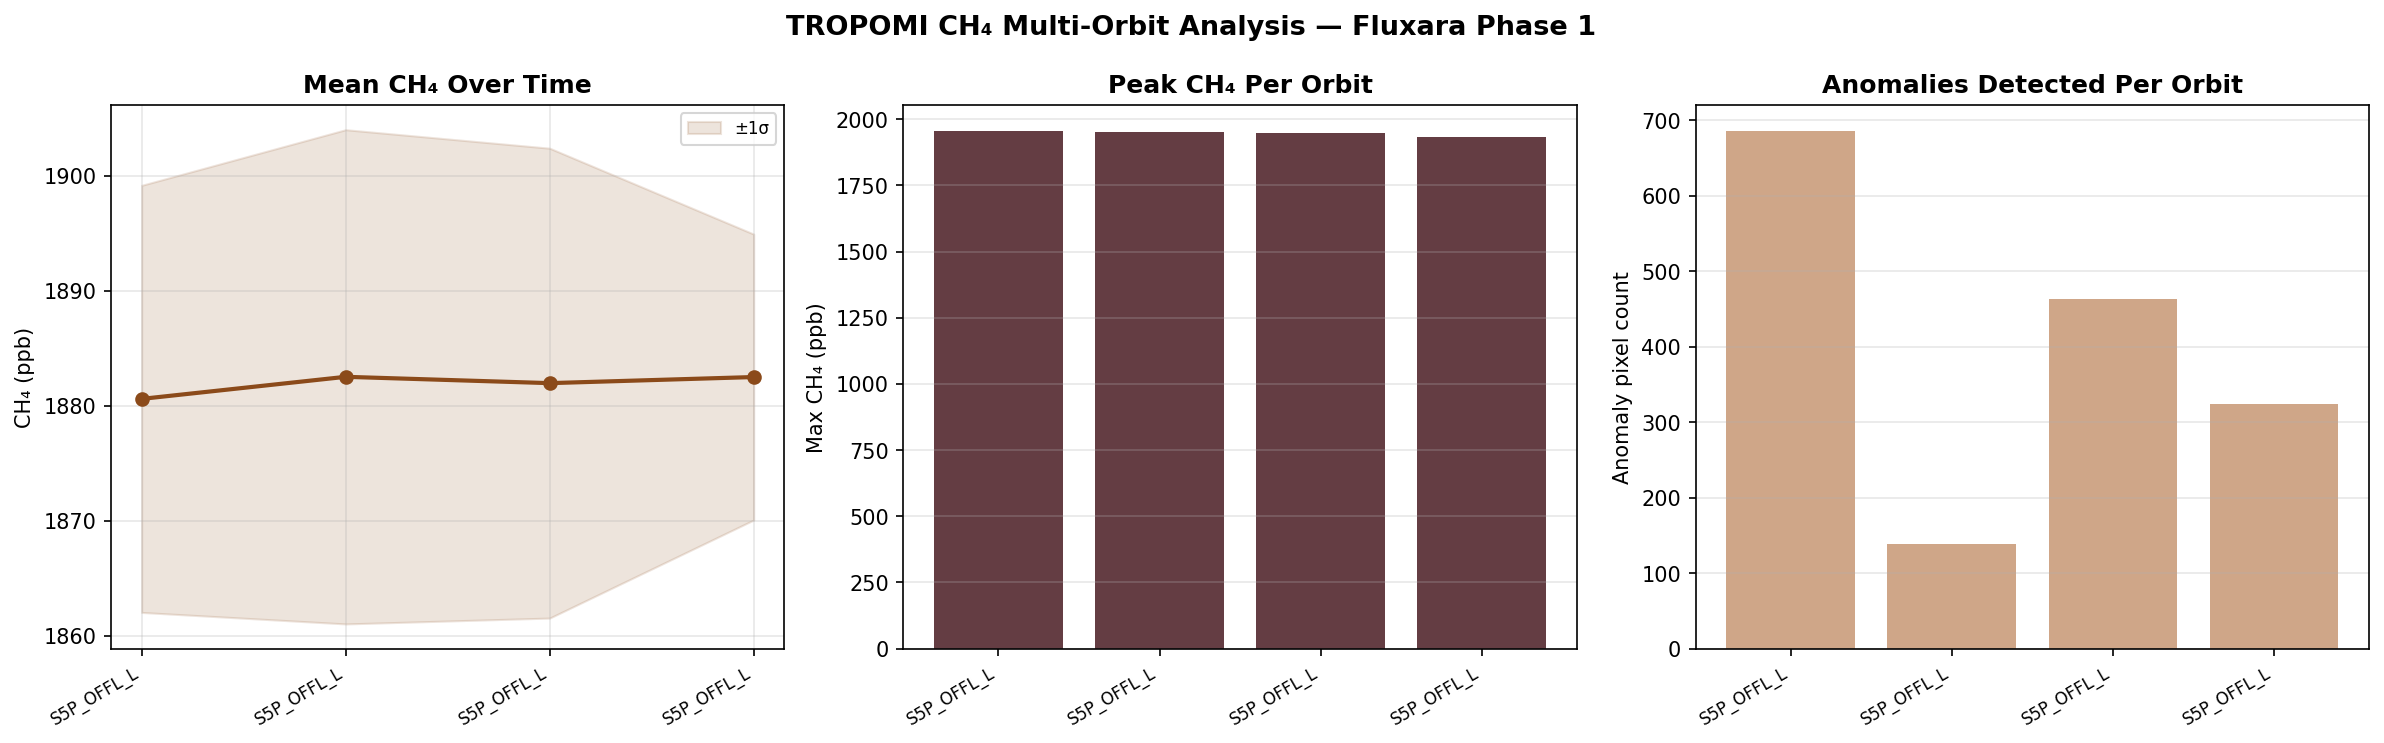 TROPOMI CH₄ Multi-Orbit Analysis — Fluxara Phase 1
Mean CH₄ Over Time
±1σ
CH₄ (ppb)
1900
1890
1880
1870
1860
S5P_OFFL_L
S5P_OFFL_L
S5P_OFFL_L
S5P_OFFL_L
Peak CH₄ Per Orbit
Max CH₄ (ppb)
2000
1750
1500
1250
1000
750
500
250
0
S5P_OFFL_L
S5P_OFFL_L
S5P_OFFL_L
S5P_OFFL_L
Anomalies Detected Per Orbit
Anomaly pixel count
700
600
500
400
300
200
100
0
S5P_OFFL_L
S5P_OFFL_L
S5P_OFFL_L
S5P_OFFL_L